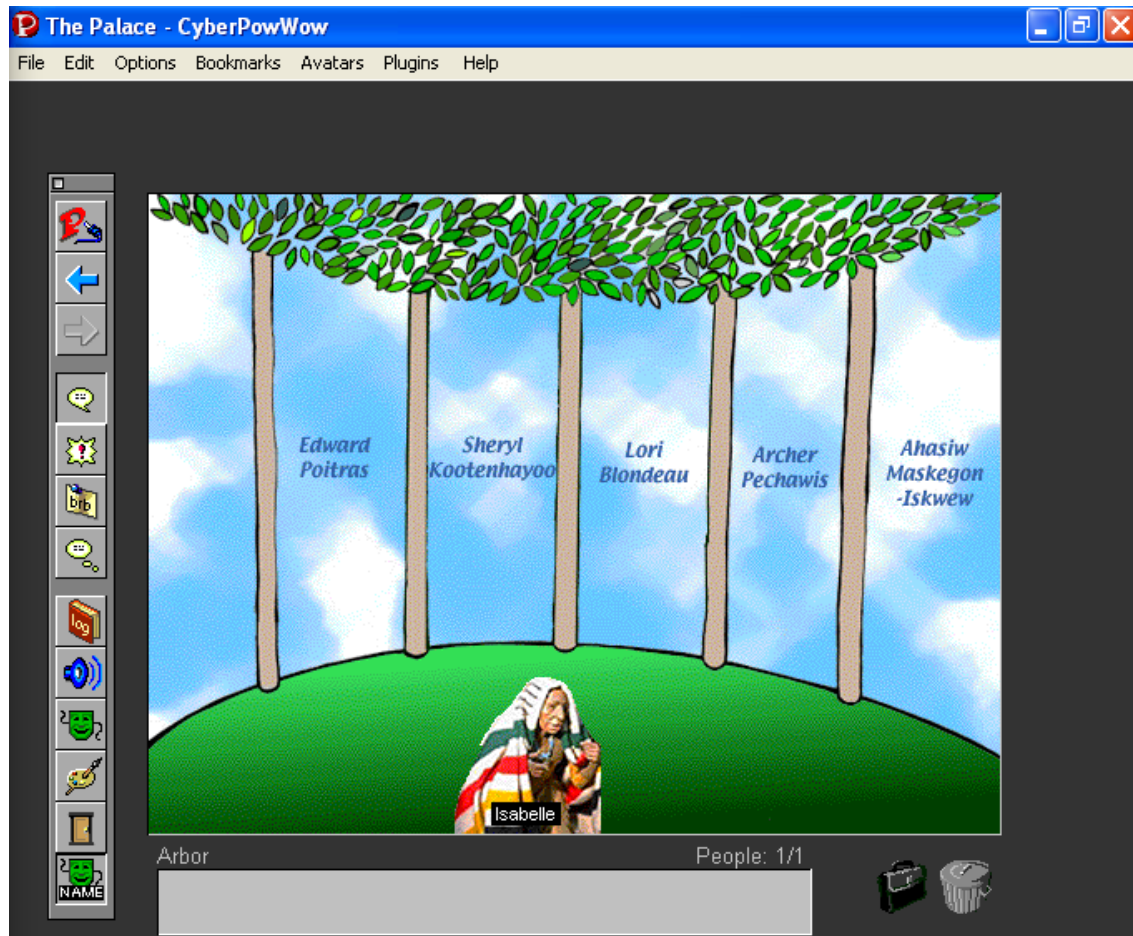 The Palace - CyberPowWow
File Edit Options Bookmarks Avatars Plugins Help
Edward
Poitras
Sheryl
Kootenhayoo
Lori
Blondeau
Archer
Pechawis
Ahasiw
Maskegon
-Iskwew
brb
log
NAME
Isabelle
Arbor People: 1/1